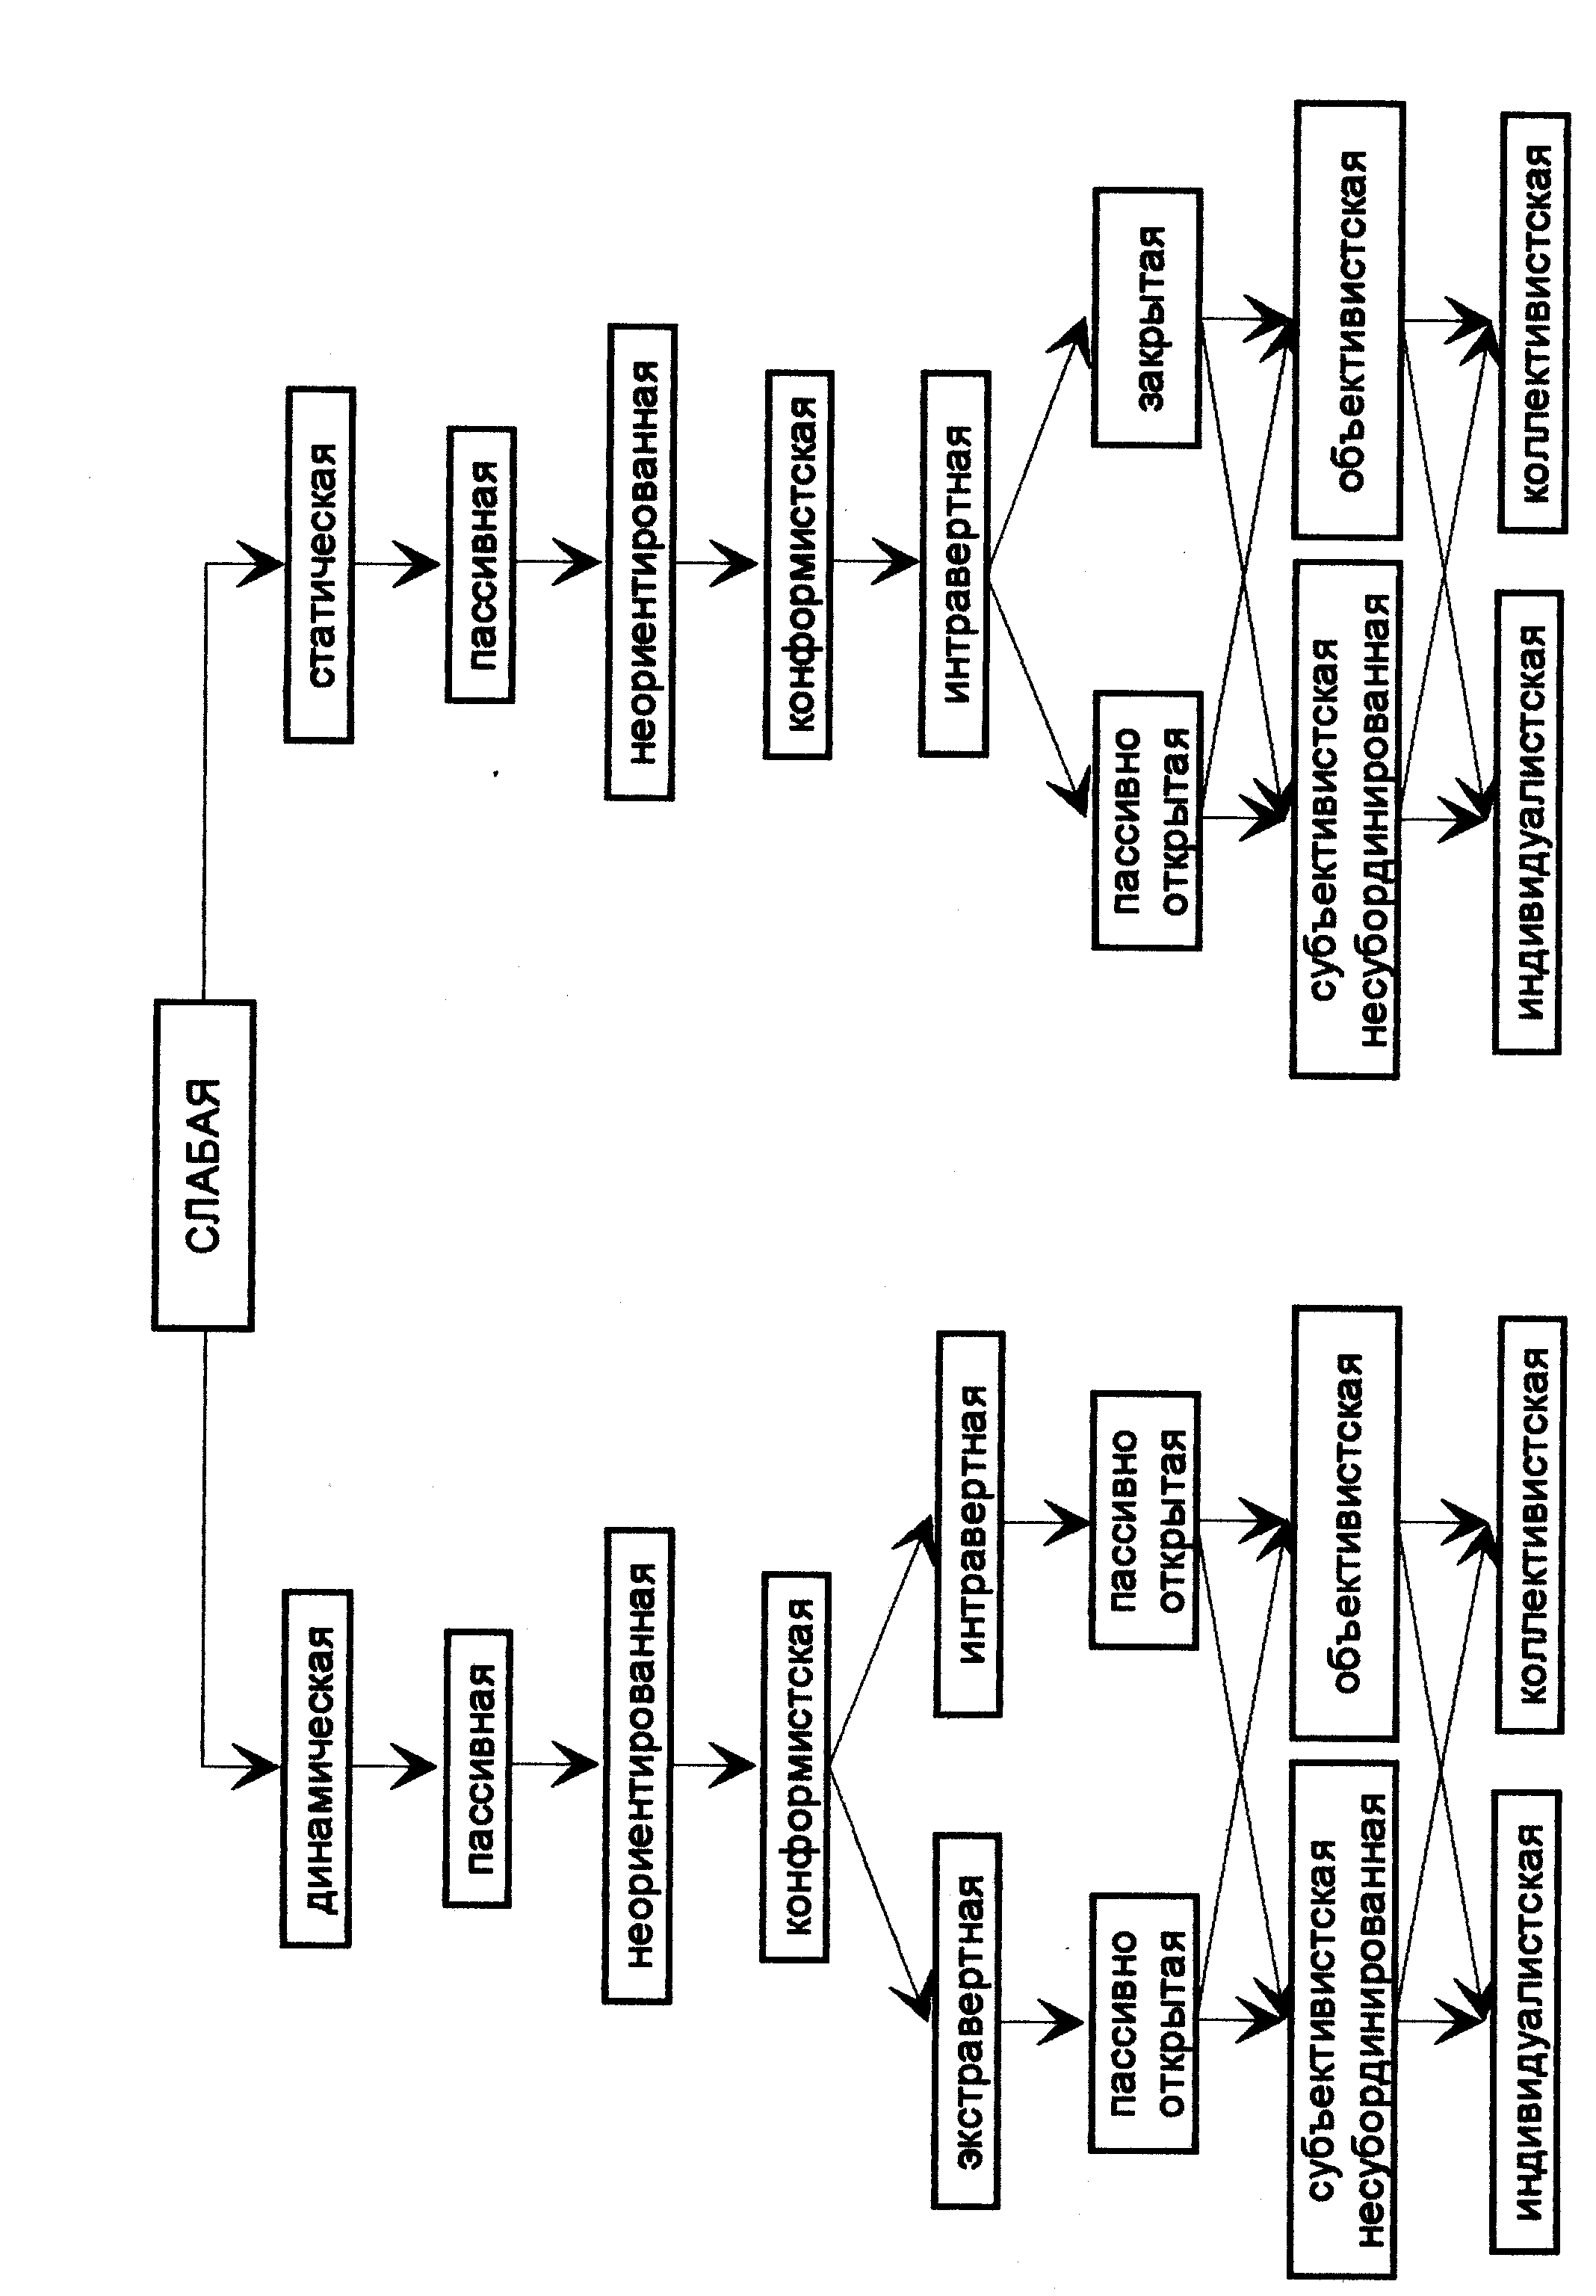 СЛАБАЯ
динамическая
статическая
пассивная
пассивная
неориентированная
неориентированная
конформистская
конформистская
экстравертная
интравертная
интравертная
пассивно
открытая
пассивно
открытая
пассивно
открытая
закрытая
субъективистская
несубординированная
объективистская
субъективистская
несубординированная
объективистская
индивидуалистская
коллективистская
индивидуалистская
коллективистская